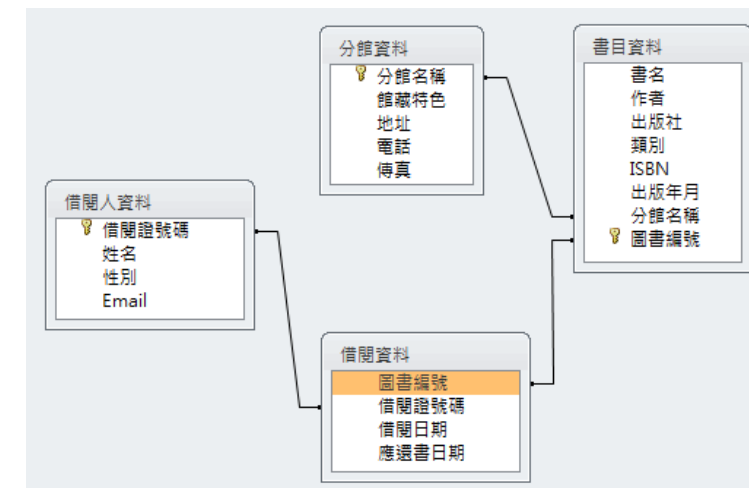 分館資料
分館名稱
館藏特色
地址
電話
傳真
書目資料
書名
作者
出版社
類別
ISBN
出版年月
分館名稱
圖書編號
借閱人資料
借閱證號碼
姓名
性別
Email
借閱資料
圖書編號
借閱證號碼
借閱日期
應還書日期